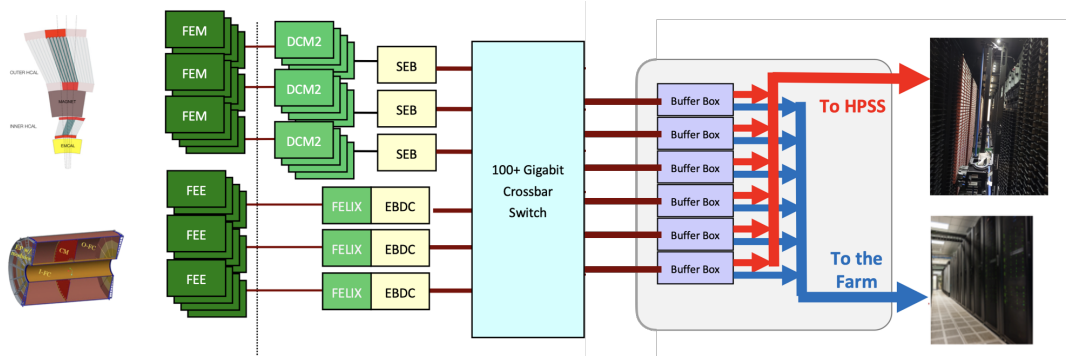 OUTER HCAL
MAGNET
INNER HCAL
EMCAL
FEM
FEM
FEM
DCM2
DCM2
DCM2
SEB
SEB
SEB
FEE
FEE
FEE
FELIX EBDC
FELIX EBDC
FELIX EBDC
100+ Gigabit
Crossbar
Switch
Buffer Box
Buffer Box
Buffer Box
Buffer Box
Buffer Box
Buffer Box
To HPSS
To the
Farm
O-FC
CM
I-FC